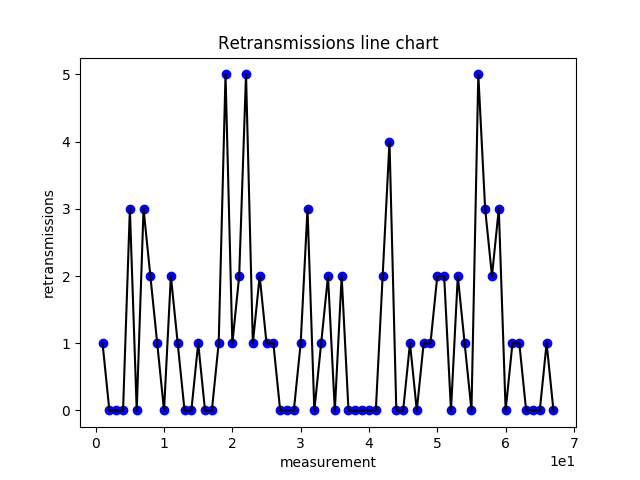 Retransmissions line chart
5
4
3
2
1
0
retransmissions
0 1 2 3 4 5 6 7
measurement
1e1